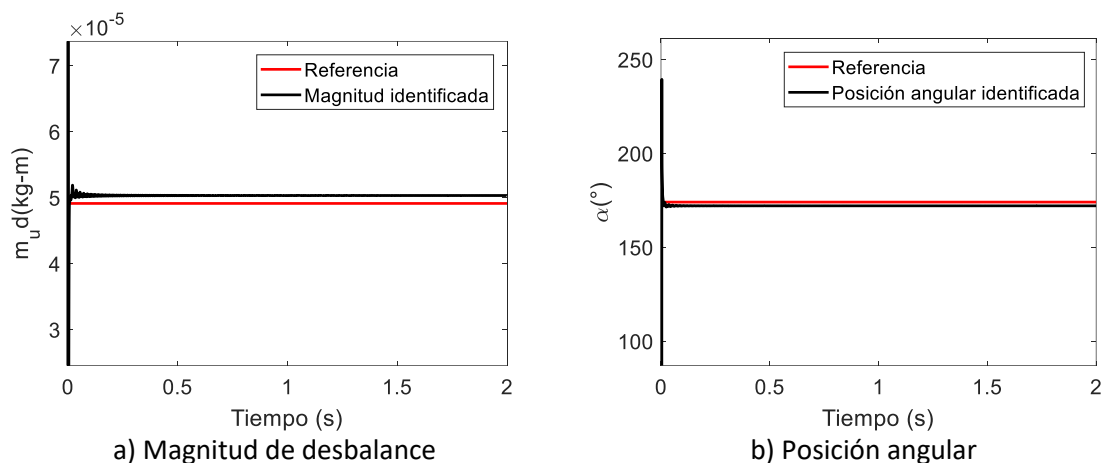 ×10⁻⁵
7
6
5
4
3
m_u d(kg-m)
Referencia
Magnitud identificada
0 0.5 1 1.5 2
Tiempo (s)
a) Magnitud de desbalance
250
200
150
100
α(°)
Referencia
Posición angular identificada
0 0.5 1 1.5 2
Tiempo (s)
b) Posición angular